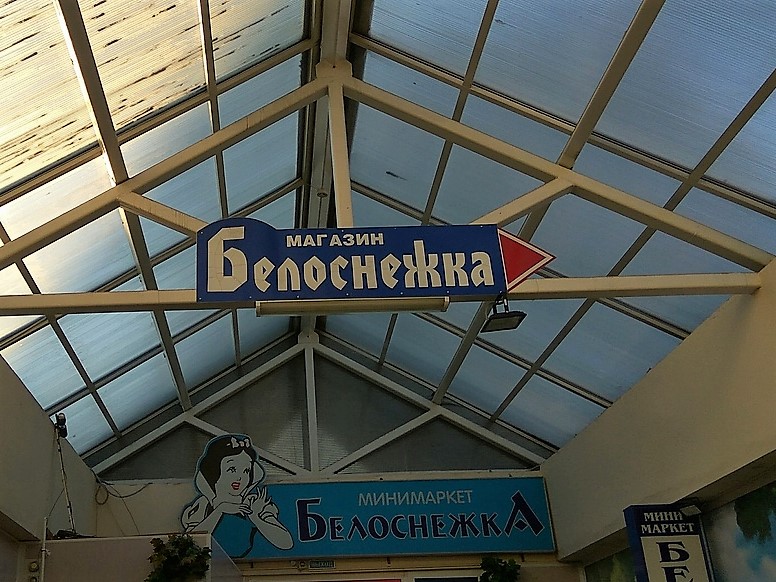 МАГАЗИН
Белоснежка
МИНИМАРКЕТ
БЕЛОСНЕЖКА
МИНИ
МАРКЕТ
Б
Е